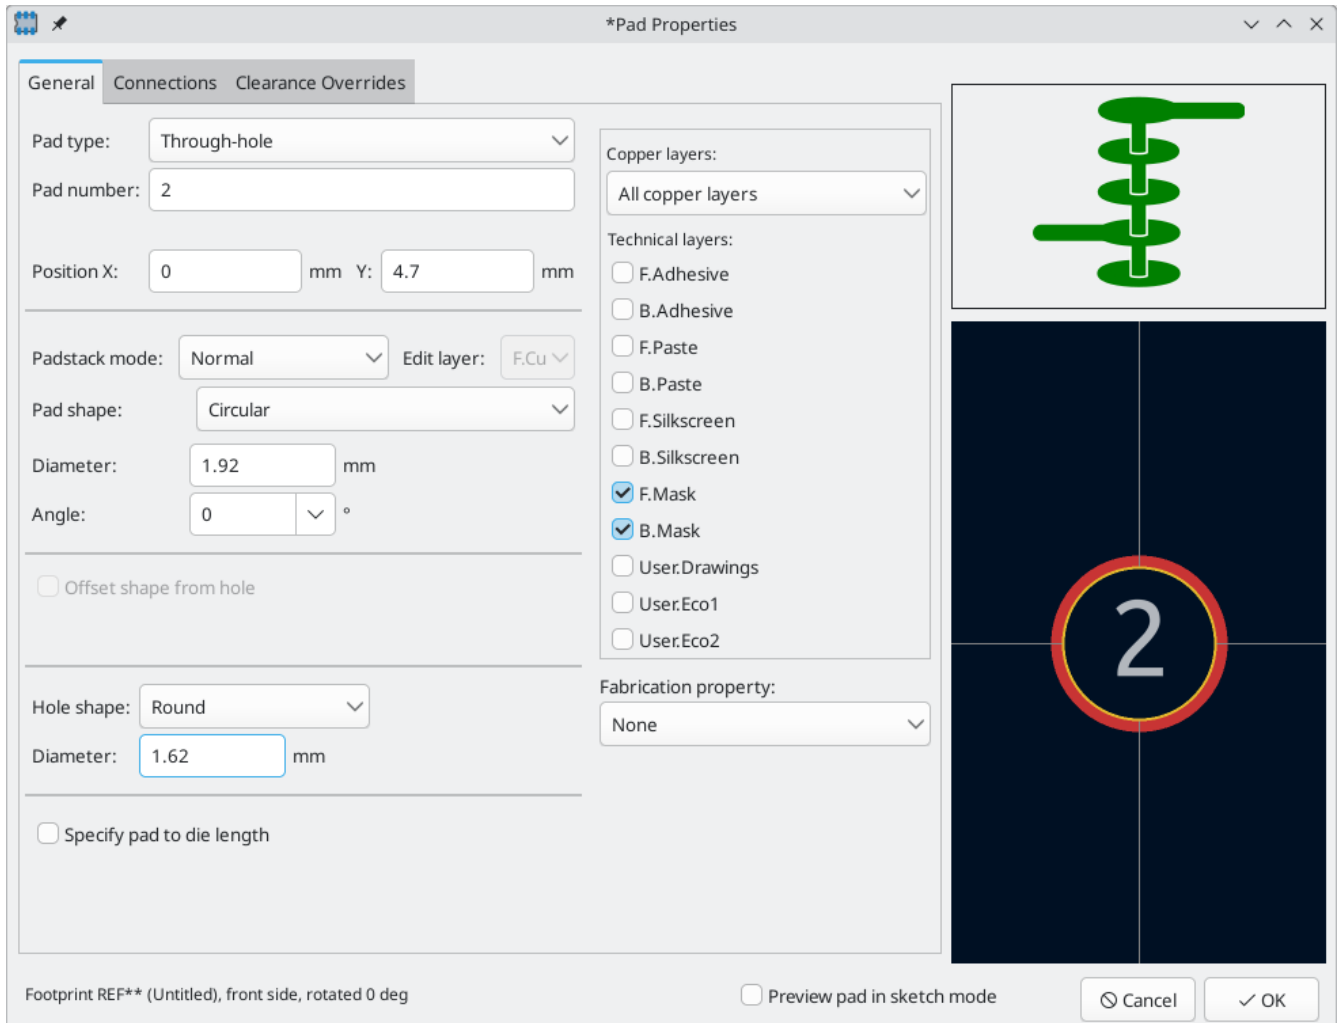 *Pad Properties
General Connections Clearance Overrides
Pad type: Through-hole
Pad number: 2
Position X: 0 mm Y: 4.7 mm
Padstack mode: Normal Edit layer: F.Cu
Pad shape: Circular
Diameter: 1.92 mm
Angle: 0 °
Offset shape from hole
Hole shape: Round
Diameter: 1.62 mm
Specify pad to die length
Copper layers:
All copper layers
Technical layers:
F.Adhesive
B.Adhesive
F.Paste
B.Paste
F.Silkscreen
B.Silkscreen
F.Mask
B.Mask
User.Drawings
User.Eco1
User.Eco2
Fabrication property:
None
2
Footprint REF** (Untitled), front side, rotated 0 deg
Preview pad in sketch mode
Cancel
OK